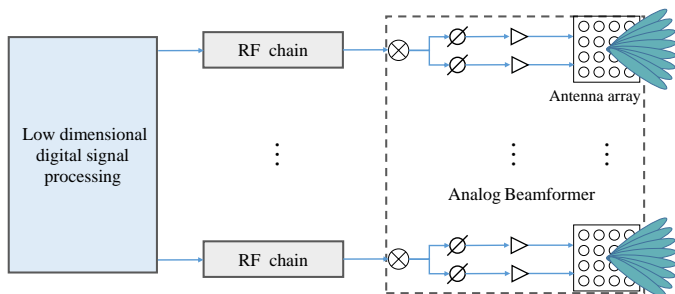 Low dimensional
digital signal
processing
RF chain
Antenna array
Analog Beamformer
RF chain